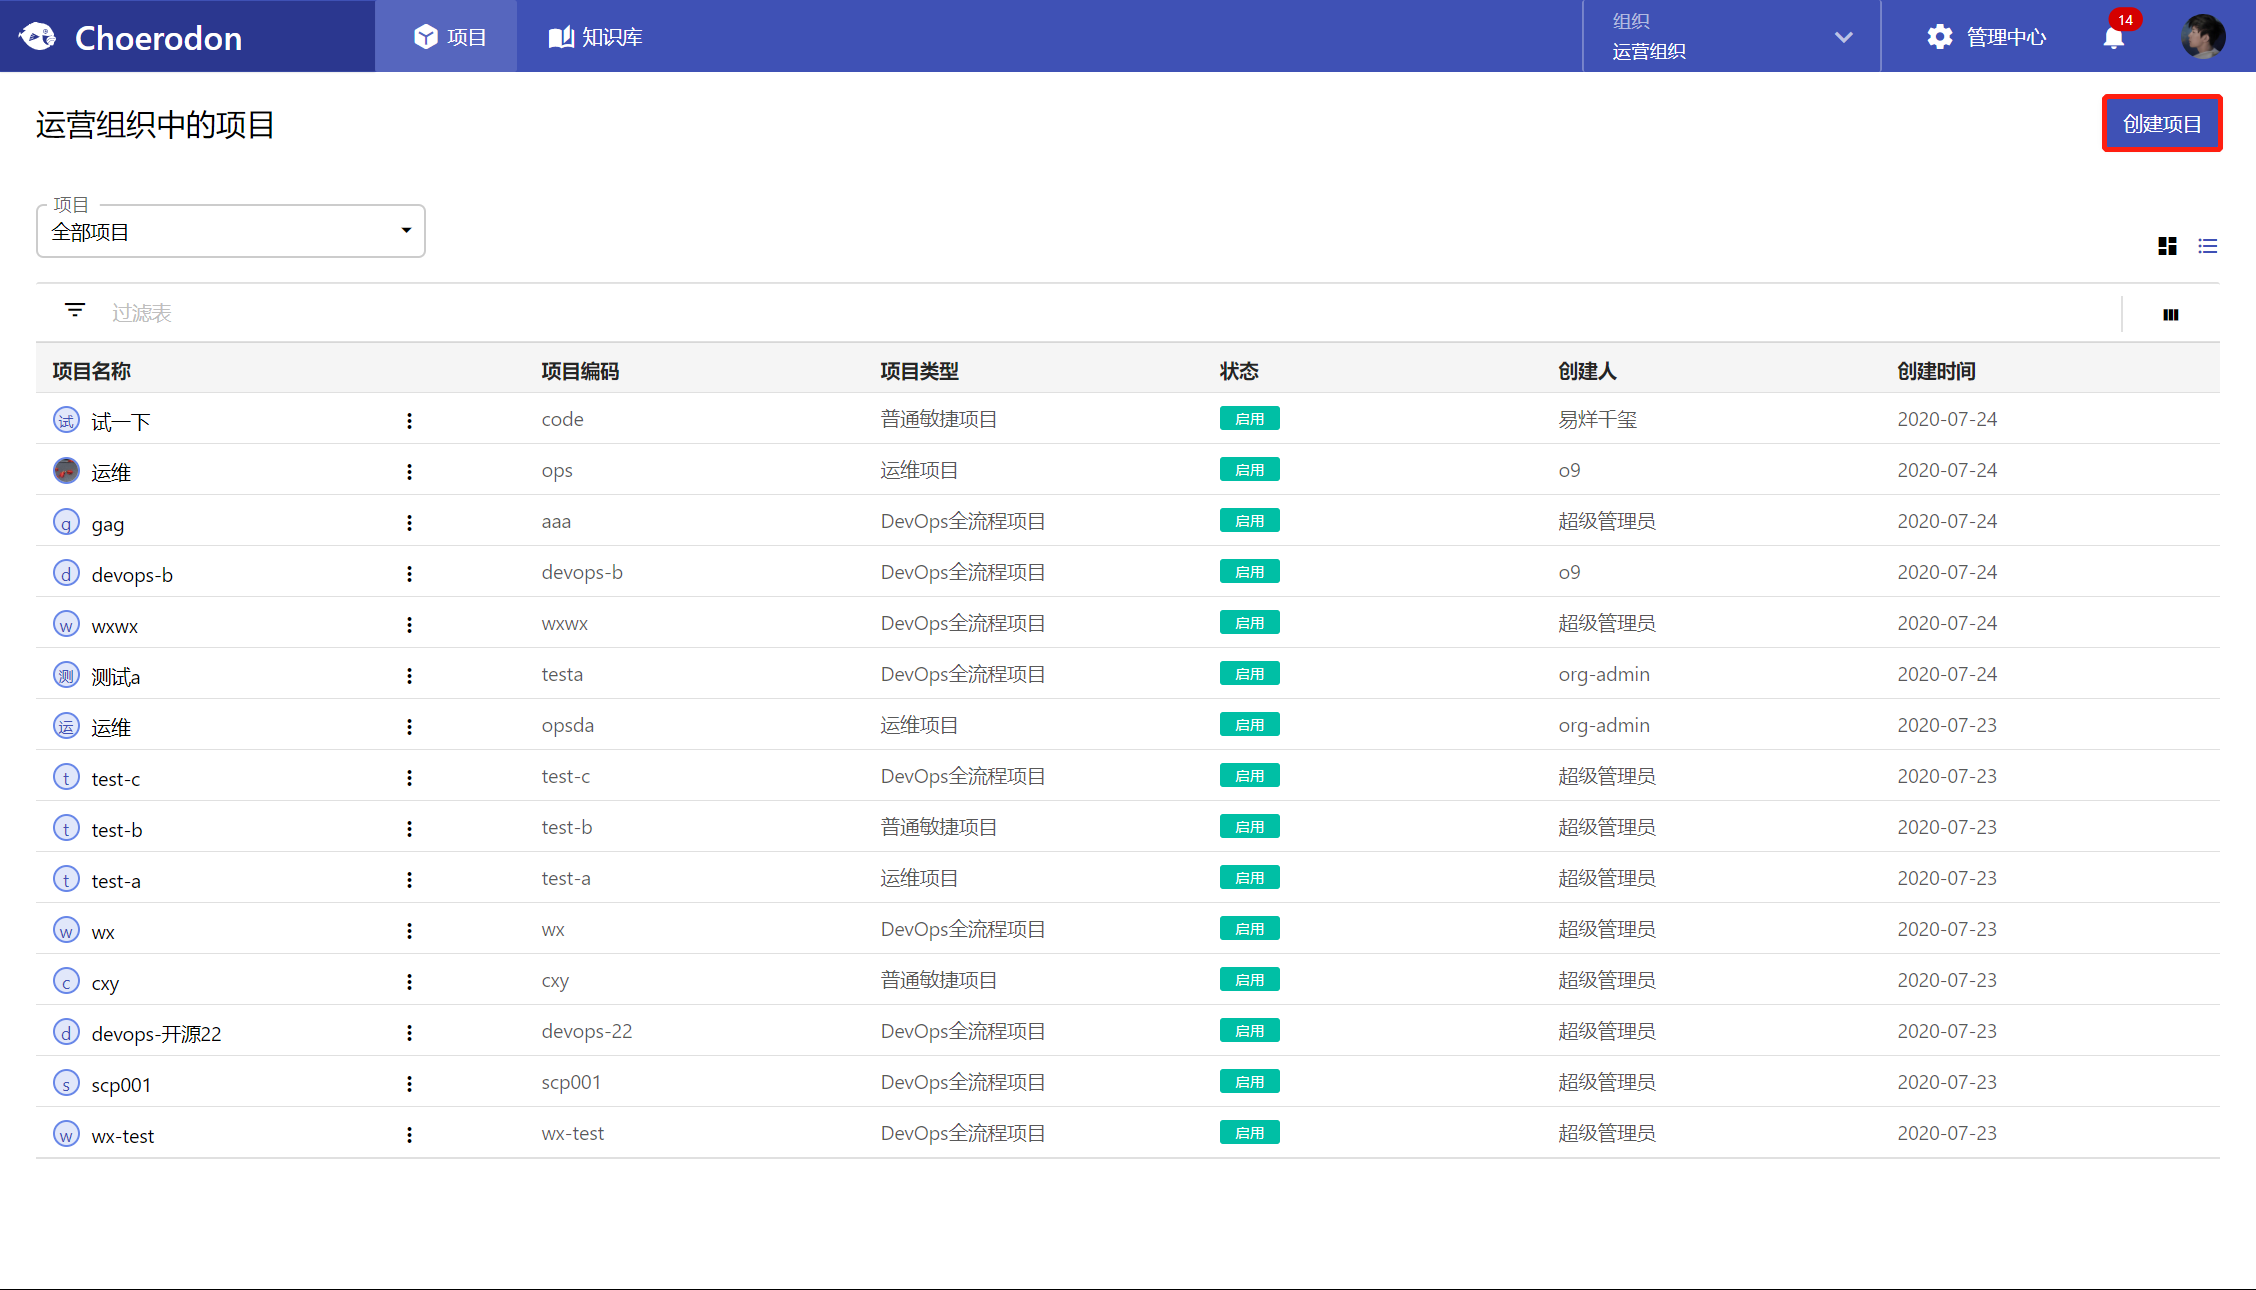 Choerodon
项目
知识库
组织
运营组织
管理中心
14
运营组织中的项目
创建项目
项目
全部项目
过滤表
项目名称 项目编码 项目类型 状态 创建人 创建时间
试 试一下 code 普通敏捷项目 启用 易烊千玺 2020-07-24
运维 ops 运维项目 启用 o9 2020-07-24
g gag aaa DevOps全流程项目 启用 超级管理员 2020-07-24
d devops-b devops-b DevOps全流程项目 启用 o9 2020-07-24
w wxwx wxwx DevOps全流程项目 启用 超级管理员 2020-07-24
测 测试a testa DevOps全流程项目 启用 org-admin 2020-07-24
运 运维 opsda 运维项目 启用 org-admin 2020-07-23
t test-c test-c DevOps全流程项目 启用 超级管理员 2020-07-23
t test-b test-b 普通敏捷项目 启用 超级管理员 2020-07-23
t test-a test-a 运维项目 启用 超级管理员 2020-07-23
w wx wx DevOps全流程项目 启用 超级管理员 2020-07-23
c cxy cxy 普通敏捷项目 启用 超级管理员 2020-07-23
d devops-开源22 devops-22 DevOps全流程项目 启用 超级管理员 2020-07-23
s scp001 scp001 DevOps全流程项目 启用 超级管理员 2020-07-23
w wx-test wx-test DevOps全流程项目 启用 超级管理员 2020-07-23